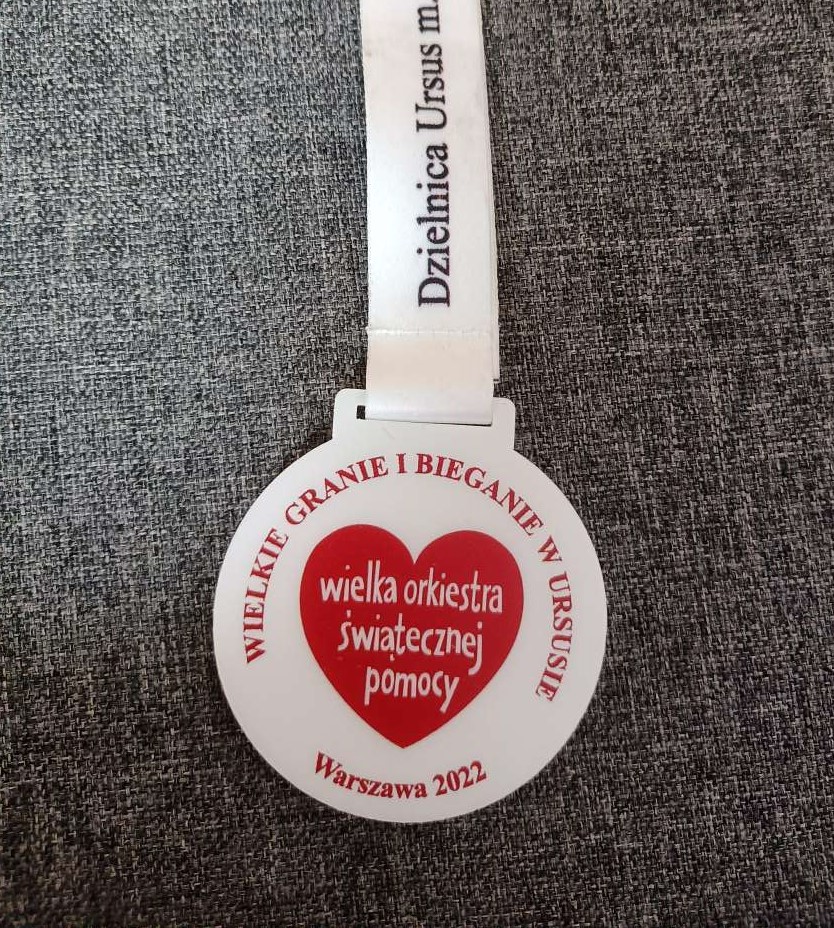 Dzielnica Ursus m.
WIELKIE GRANIE I BIEGANIE W URSUSIE
wielka orkiestra
świątecznej
pomocy
Warszawa 2022